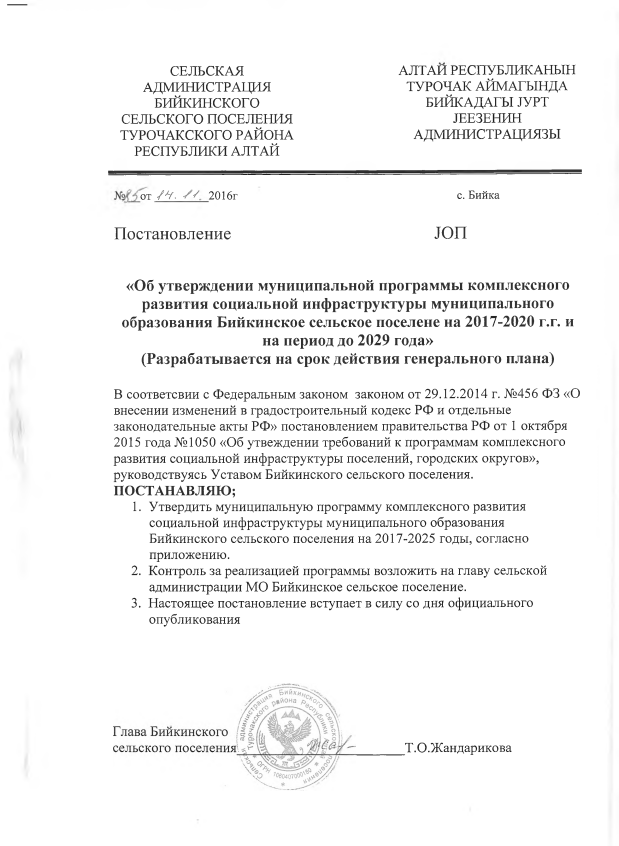 СЕЛЬСКАЯ
АДМИНИСТРАЦИЯ
БИЙКИНСКОГО
СЕЛЬСКОГО ПОСЕЛЕНИЯ
ТУРОЧАКСКОГО РАЙОНА
РЕСПУБЛИКИ АЛТАЙ
АЛТАЙ РЕСПУБЛИКАНЫН
ТУРОЧАК АЙМАГЫНДА
БИЙКАДАГЫ JУРТ
JЕЕЗЕНИН
АДМИНИСТРАЦИЯЗЫ
№85от 14.11. 2016г
с. Бийка
Постановление
JОП
«Об утверждении муниципальной программы комплексного
развития социальной инфраструктуры муниципального
образования Бийкинское сельское поселене на 2017-2020 г.г. и
на период до 2029 года»
(Разрабатывается на срок действия генерального плана)
В соответсвии с Федеральным законом законом от 29.12.2014 г. №456 ФЗ «О
внесении изменений в градостроительный кодекс РФ и отдельные
законодательные акты РФ» постановлением правительства РФ от 1 октября
2015 года №1050 «Об утвеждении требований к программам комплексного
развития социальной инфраструктуры поселений, городских округов»,
руководствуясь Уставом Бийкинского сельского поселения.
ПОСТАНАВЛЯЮ;
1. Утвердить муниципальную программу комплексного развития
социальной инфраструктуры муниципального образования
Бийкинского сельского поселения на 2017-2025 годы, согласно
приложению.
2. Контроль за реализацией программы возложить на главу сельской
администрации МО Бийкинское сельское поселение.
3. Настоящее постановление вступает в силу со дня официального
опубликования
Глава Бийкинского
сельского поселения Т.О.Жандарикова